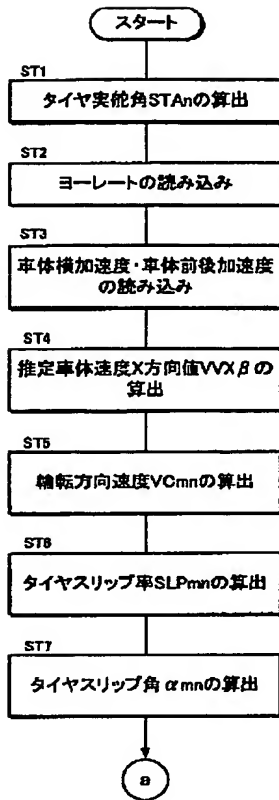 スタート
ST1
タイヤ実舵角STAnの算出
ST2
ヨーレートの読み込み
ST3
車体横加速度・車体前後加速度
の読み込み
ST4
推定車体速度X方向値VVXβの
算出
ST5
輪転方向速度VCmnの算出
ST6
タイヤスリップ率SLPmnの算出
ST7
タイヤスリップ角αmnの算出
a